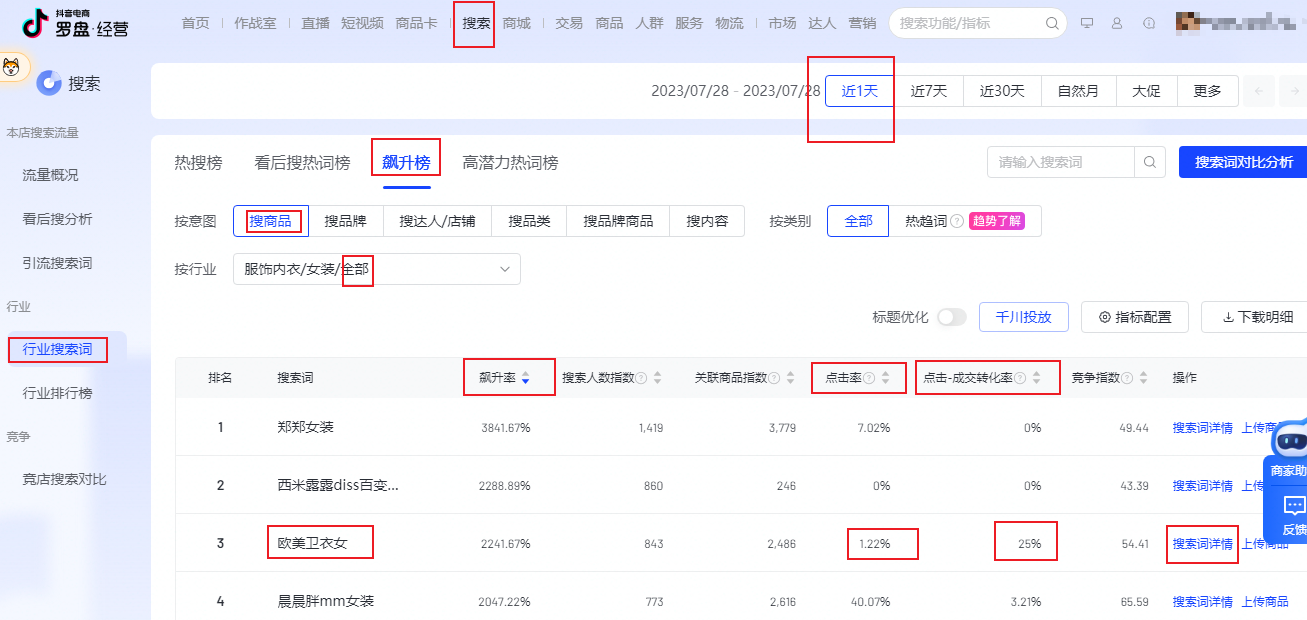 抖音电商
罗盘·经营
首页 作战室 直播 短视频 商品卡 搜索 商城 交易 商品 人群 服务 物流 市场 达人 营销 搜索功能/指标
搜索
2023/07/28 - 2023/07/28 近1天 近7天 近30天 自然月 大促 更多
本店搜索流量
流量概况
看后搜分析
引流搜索词
行业
行业搜索词
行业排行榜
竞争
竞店搜索对比
热搜榜 看后搜热词榜 飙升榜 高潜力热词榜 请输入搜索词 搜索词对比分析
按意图 搜商品 搜品牌 搜达人/店铺 搜品类 搜品牌商品 搜内容 按类别 全部 热趋词 趋势了解
按行业 服饰内衣/女装/全部
标题优化 千川投放 指标配置 下载明细
排名 搜索词 飙升率 搜索人数指数 关联商品指数 点击率 点击-成交转化率 竞争指数 操作
1 郑郑女装 3841.67% 1,419 3,779 7.02% 0% 49.44 搜索词详情 上传商品
2 西米露露diss百变... 2288.89% 860 246 0% 0% 43.39 搜索词详情 上传
3 欧美卫衣女 2241.67% 843 2,486 1.22% 25% 54.41 搜索词详情 上传商品
4 晨晨胖mm女装 2047.22% 773 2,616 40.07% 3.21% 65.59 搜索词详情 上传商品
商家助
反馈